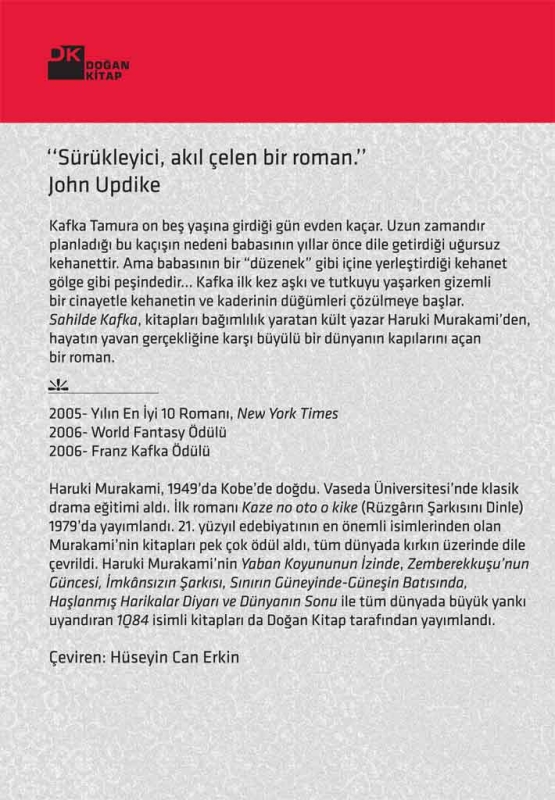 DK
DOĞAN
KİTAP
“Sürükleyici, akıl çelen bir roman.”
John Updike
Kafka Tamura on beş yaşına girdiği gün evden kaçar. Uzun zamandır
planladığı bu kaçışın nedeni babasının yıllar önce dile getirdiği uğursuz
kehanettir. Ama babasının bir “düzenek” gibi içine yerleştirdiği kehanet
gölge gibi peşindedir... Kafka ilk kez aşkı ve tutkuyu yaşarken gizemli
bir cinayetle kehanetin ve kaderinin düğümleri çözülmeye başlar.
Sahilde Kafka, kitapları bağımlılık yaratan kült yazar Haruki Murakami’den,
hayatın yavan gerçekliğine karşı büyülü bir dünyanın kapılarını açan
bir roman.
2005- Yılın En İyi 10 Romanı, New York Times
2006- World Fantasy Ödülü
2006- Franz Kafka Ödülü
Haruki Murakami, 1949’da Kobe’de doğdu. Vaseda Üniversitesi’nde klasik
drama eğitimi aldı. İlk romanı Kaze no oto o kike (Rüzgârın Şarkısını Dinle)
1979’da yayımlandı. 21. yüzyıl edebiyatının en önemli isimlerinden olan
Murakami’nin kitapları pek çok ödül aldı, tüm dünyada kırkın üzerinde dile
çevrildi. Haruki Murakami’nin Yaban Koyununun İzinde, Zemberekkuşu’nun
Güncesi, İmkânsızın Şarkısı, Sınırın Güneyinde-Güneşin Batısında,
Haşlanmış Harikalar Diyarı ve Dünyanın Sonu ile tüm dünyada büyük yankı
uyandıran 1Q84 isimli kitapları da Doğan Kitap tarafından yayımlandı.
Çeviren: Hüseyin Can Erkin